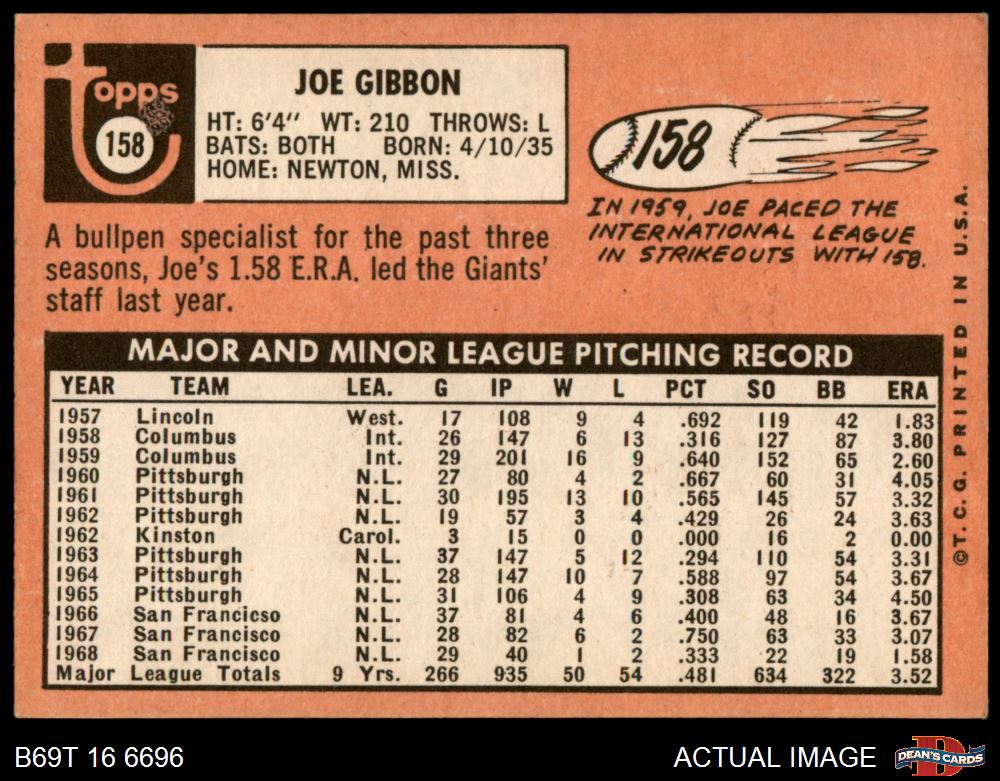 topps
158
JOE GIBBON
HT: 6'4" WT: 210 THROWS: L
BATS: BOTH BORN: 4/10/35
HOME: NEWTON, MISS.
158
IN 1959, JOE PACED THE
INTERNATIONAL LEAGUE
IN STRIKEOUTS WITH 158.
A bullpen specialist for the past three
seasons, Joe's 1.58 E.R.A. led the Giants'
staff last year.
MAJOR AND MINOR LEAGUE PITCHING RECORD
YEAR TEAM LEA. G IP W L PCT SO BB ERA
1957 Lincoln West. 17 108 9 4 .692 119 42 1.83
1958 Columbus Int. 26 147 6 13 .316 127 87 3.80
1959 Columbus Int. 29 201 16 9 .640 152 65 2.60
1960 Pittsburgh N.L. 27 80 4 2 .667 60 31 4.05
1961 Pittsburgh N.L. 30 195 13 10 .565 145 57 3.32
1962 Pittsburgh N.L. 19 57 3 4 .429 26 24 3.63
1962 Kinston Carol. 3 15 0 0 .000 16 2 0.00
1963 Pittsburgh N.L. 37 147 5 12 .294 110 54 3.31
1964 Pittsburgh N.L. 28 147 10 7 .588 97 54 3.67
1965 Pittsburgh N.L. 31 106 4 9 .308 63 34 4.50
1966 San Francicso N.L. 37 81 4 6 .400 48 16 3.67
1967 San Francisco N.L. 28 82 6 2 .750 63 33 3.07
1968 San Francisco N.L. 29 40 1 2 .333 22 19 1.58
Major League Totals 9 Yrs. 266 935 50 54 .481 634 322 3.52
©T.C.G. PRINTED IN U.S.A.
B69T 16 6696
ACTUAL IMAGE
D
DEAN'S CARDS